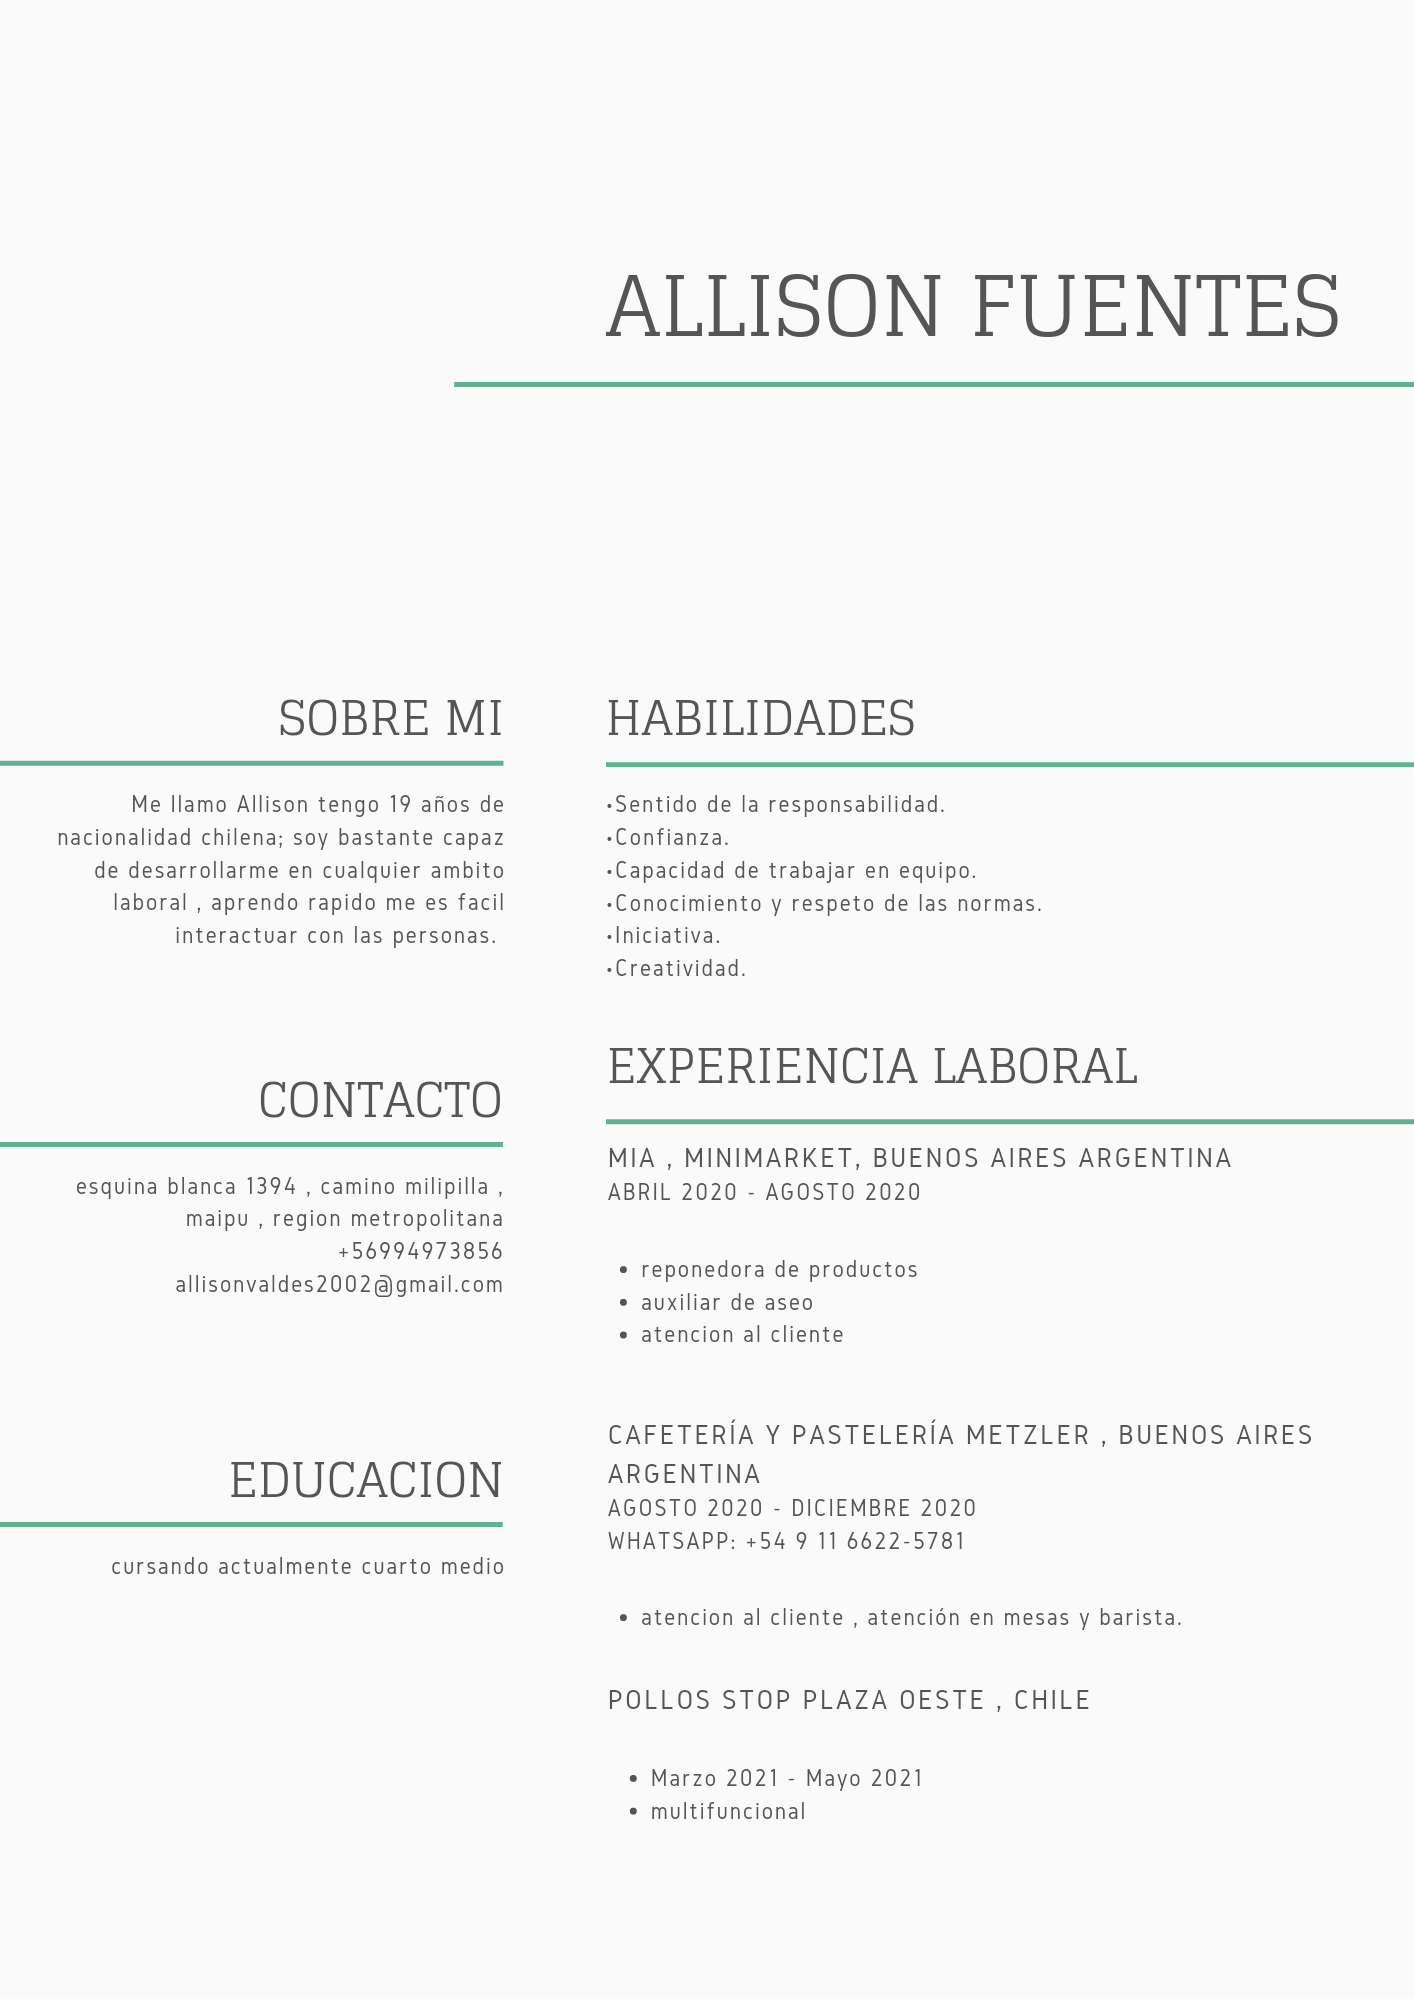 ALLISON FUENTES
SOBRE MI
Me llamo Allison tengo 19 años de
nacionalidad chilena; soy bastante capaz
de desarrollarme en cualquier ambito
laboral , aprendo rapido me es facil
interactuar con las personas.
CONTACTO
esquina blanca 1394 , camino milipilla ,
maipu , region metropolitana
+56994973856
allisonvaldes2002@gmail.com
EDUCACION
cursando actualmente cuarto medio
HABILIDADES
•Sentido de la responsabilidad.
•Confianza.
•Capacidad de trabajar en equipo.
•Conocimiento y respeto de las normas.
•Iniciativa.
•Creatividad.
EXPERIENCIA LABORAL
MIA , MINIMARKET, BUENOS AIRES ARGENTINA
ABRIL 2020 - AGOSTO 2020
• reponedora de productos
• auxiliar de aseo
• atencion al cliente
CAFETERÍA Y PASTELERÍA METZLER , BUENOS AIRES
ARGENTINA
AGOSTO 2020 - DICIEMBRE 2020
WHATSAPP: +54 9 11 6622-5781
• atencion al cliente , atención en mesas y barista.
POLLOS STOP PLAZA OESTE , CHILE
• Marzo 2021 - Mayo 2021
• multifuncional